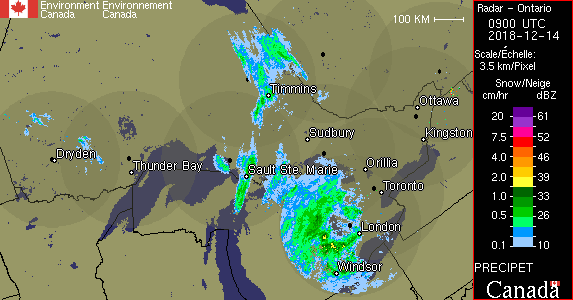 Environment Environnement
Canada Canada
100 KM
Timmins
Ottawa
Sudbury
Kingston
Dryden
Thunder Bay
Orillia
Sault Ste. Marie
Toronto
London
Windsor
Radar - Ontario
0900 UTC
2018-12-14
Scale/Échelle:
3.5 km/Pixel
Snow/Neige
cm/hr dBZ
20 61
7.5 52
4.0 46
2.0 39
1.0 33
0.5 26
0.1 10
PRECIPET
Canada